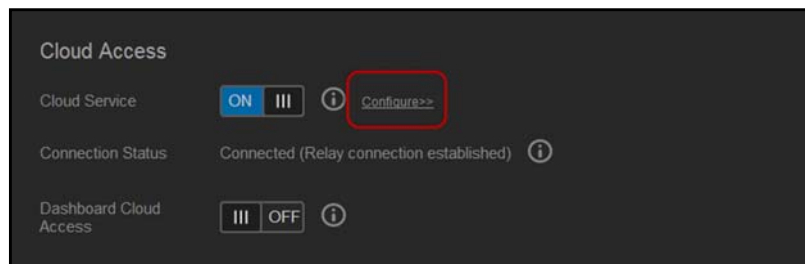 Cloud Access
Cloud Service ON Configure>>
Connection Status Connected (Relay connection established)
Dashboard Cloud
Access OFF